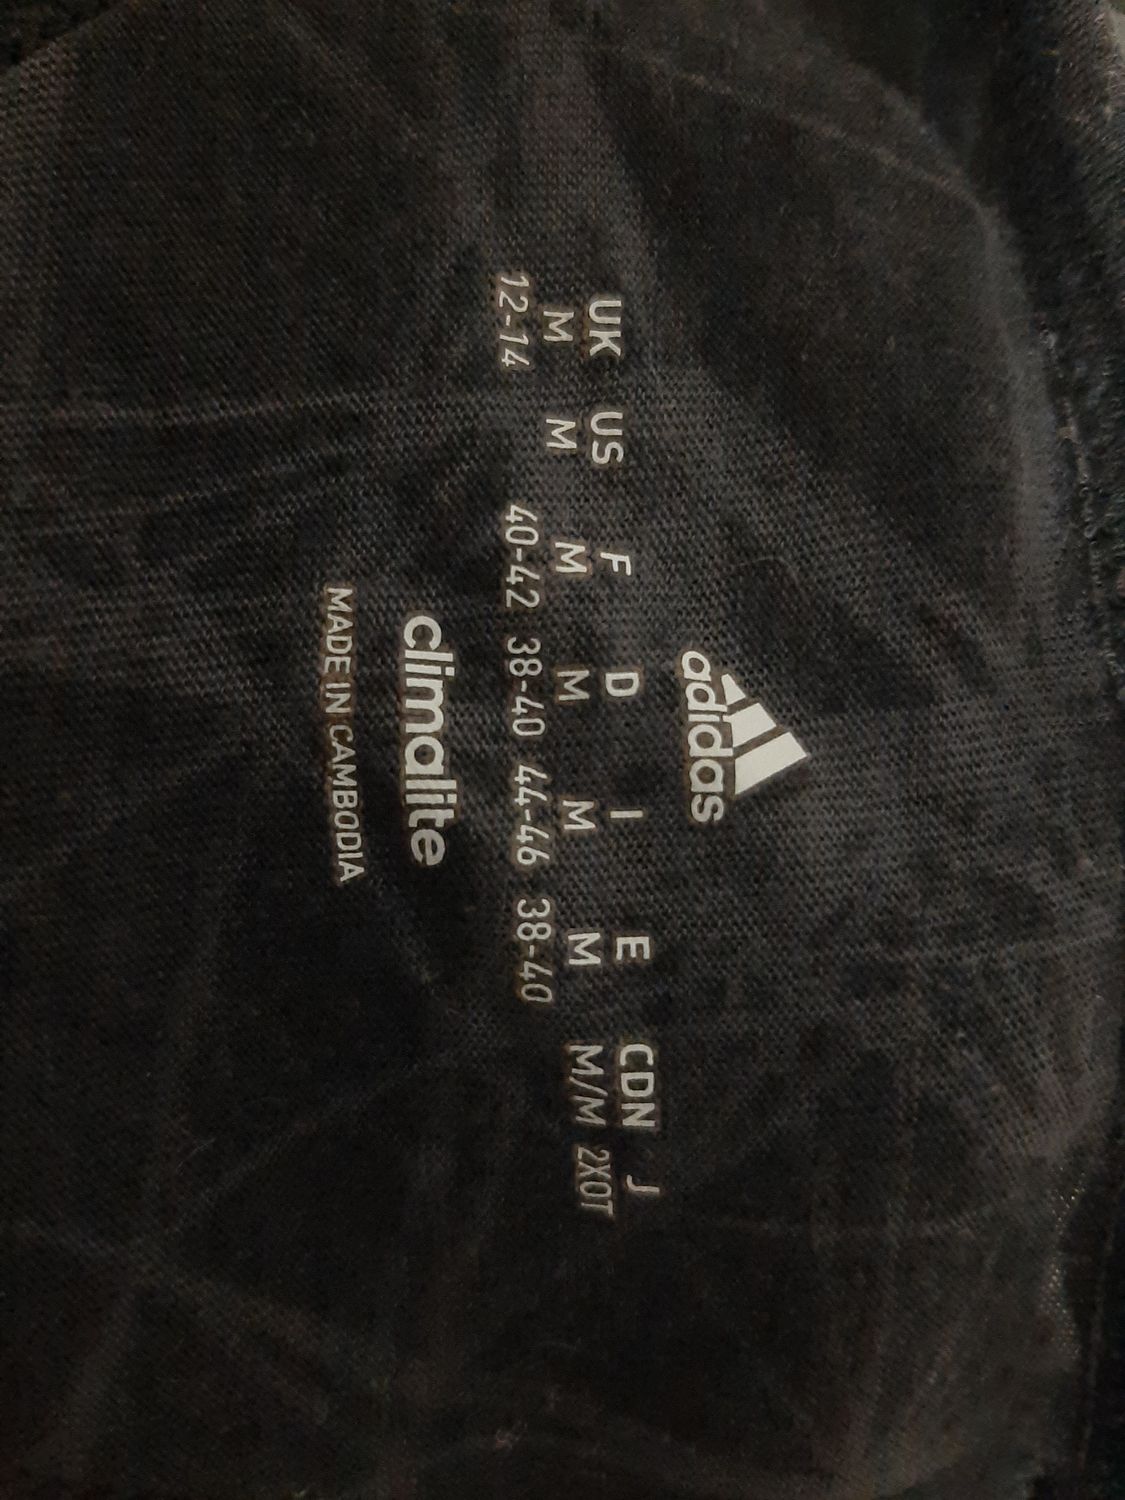 adidas
UK US F D I E CDN J
M M M M M M M/M 2XOT
12-14 40-42 38-40 44-46 38-40
climalite
MADE IN CAMBODIA